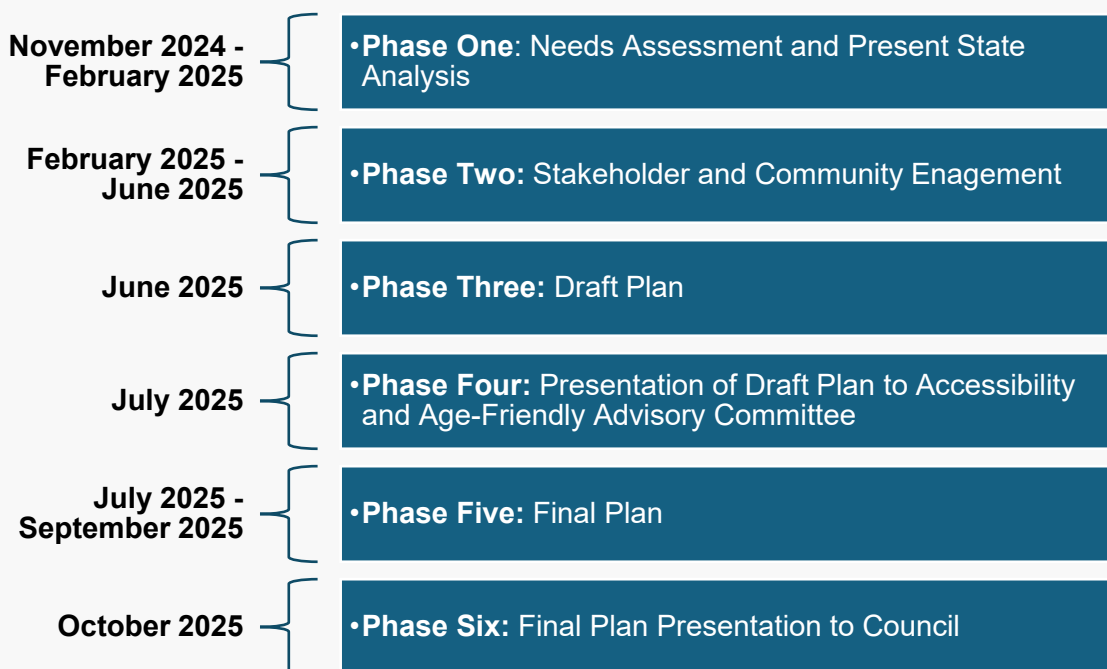 November 2024 -
February 2025
•Phase One: Needs Assessment and Present State
Analysis
February 2025 -
June 2025
•Phase Two: Stakeholder and Community Enagement
June 2025
•Phase Three: Draft Plan
July 2025
•Phase Four: Presentation of Draft Plan to Accessibility
and Age-Friendly Advisory Committee
July 2025 -
September 2025
•Phase Five: Final Plan
October 2025
•Phase Six: Final Plan Presentation to Council